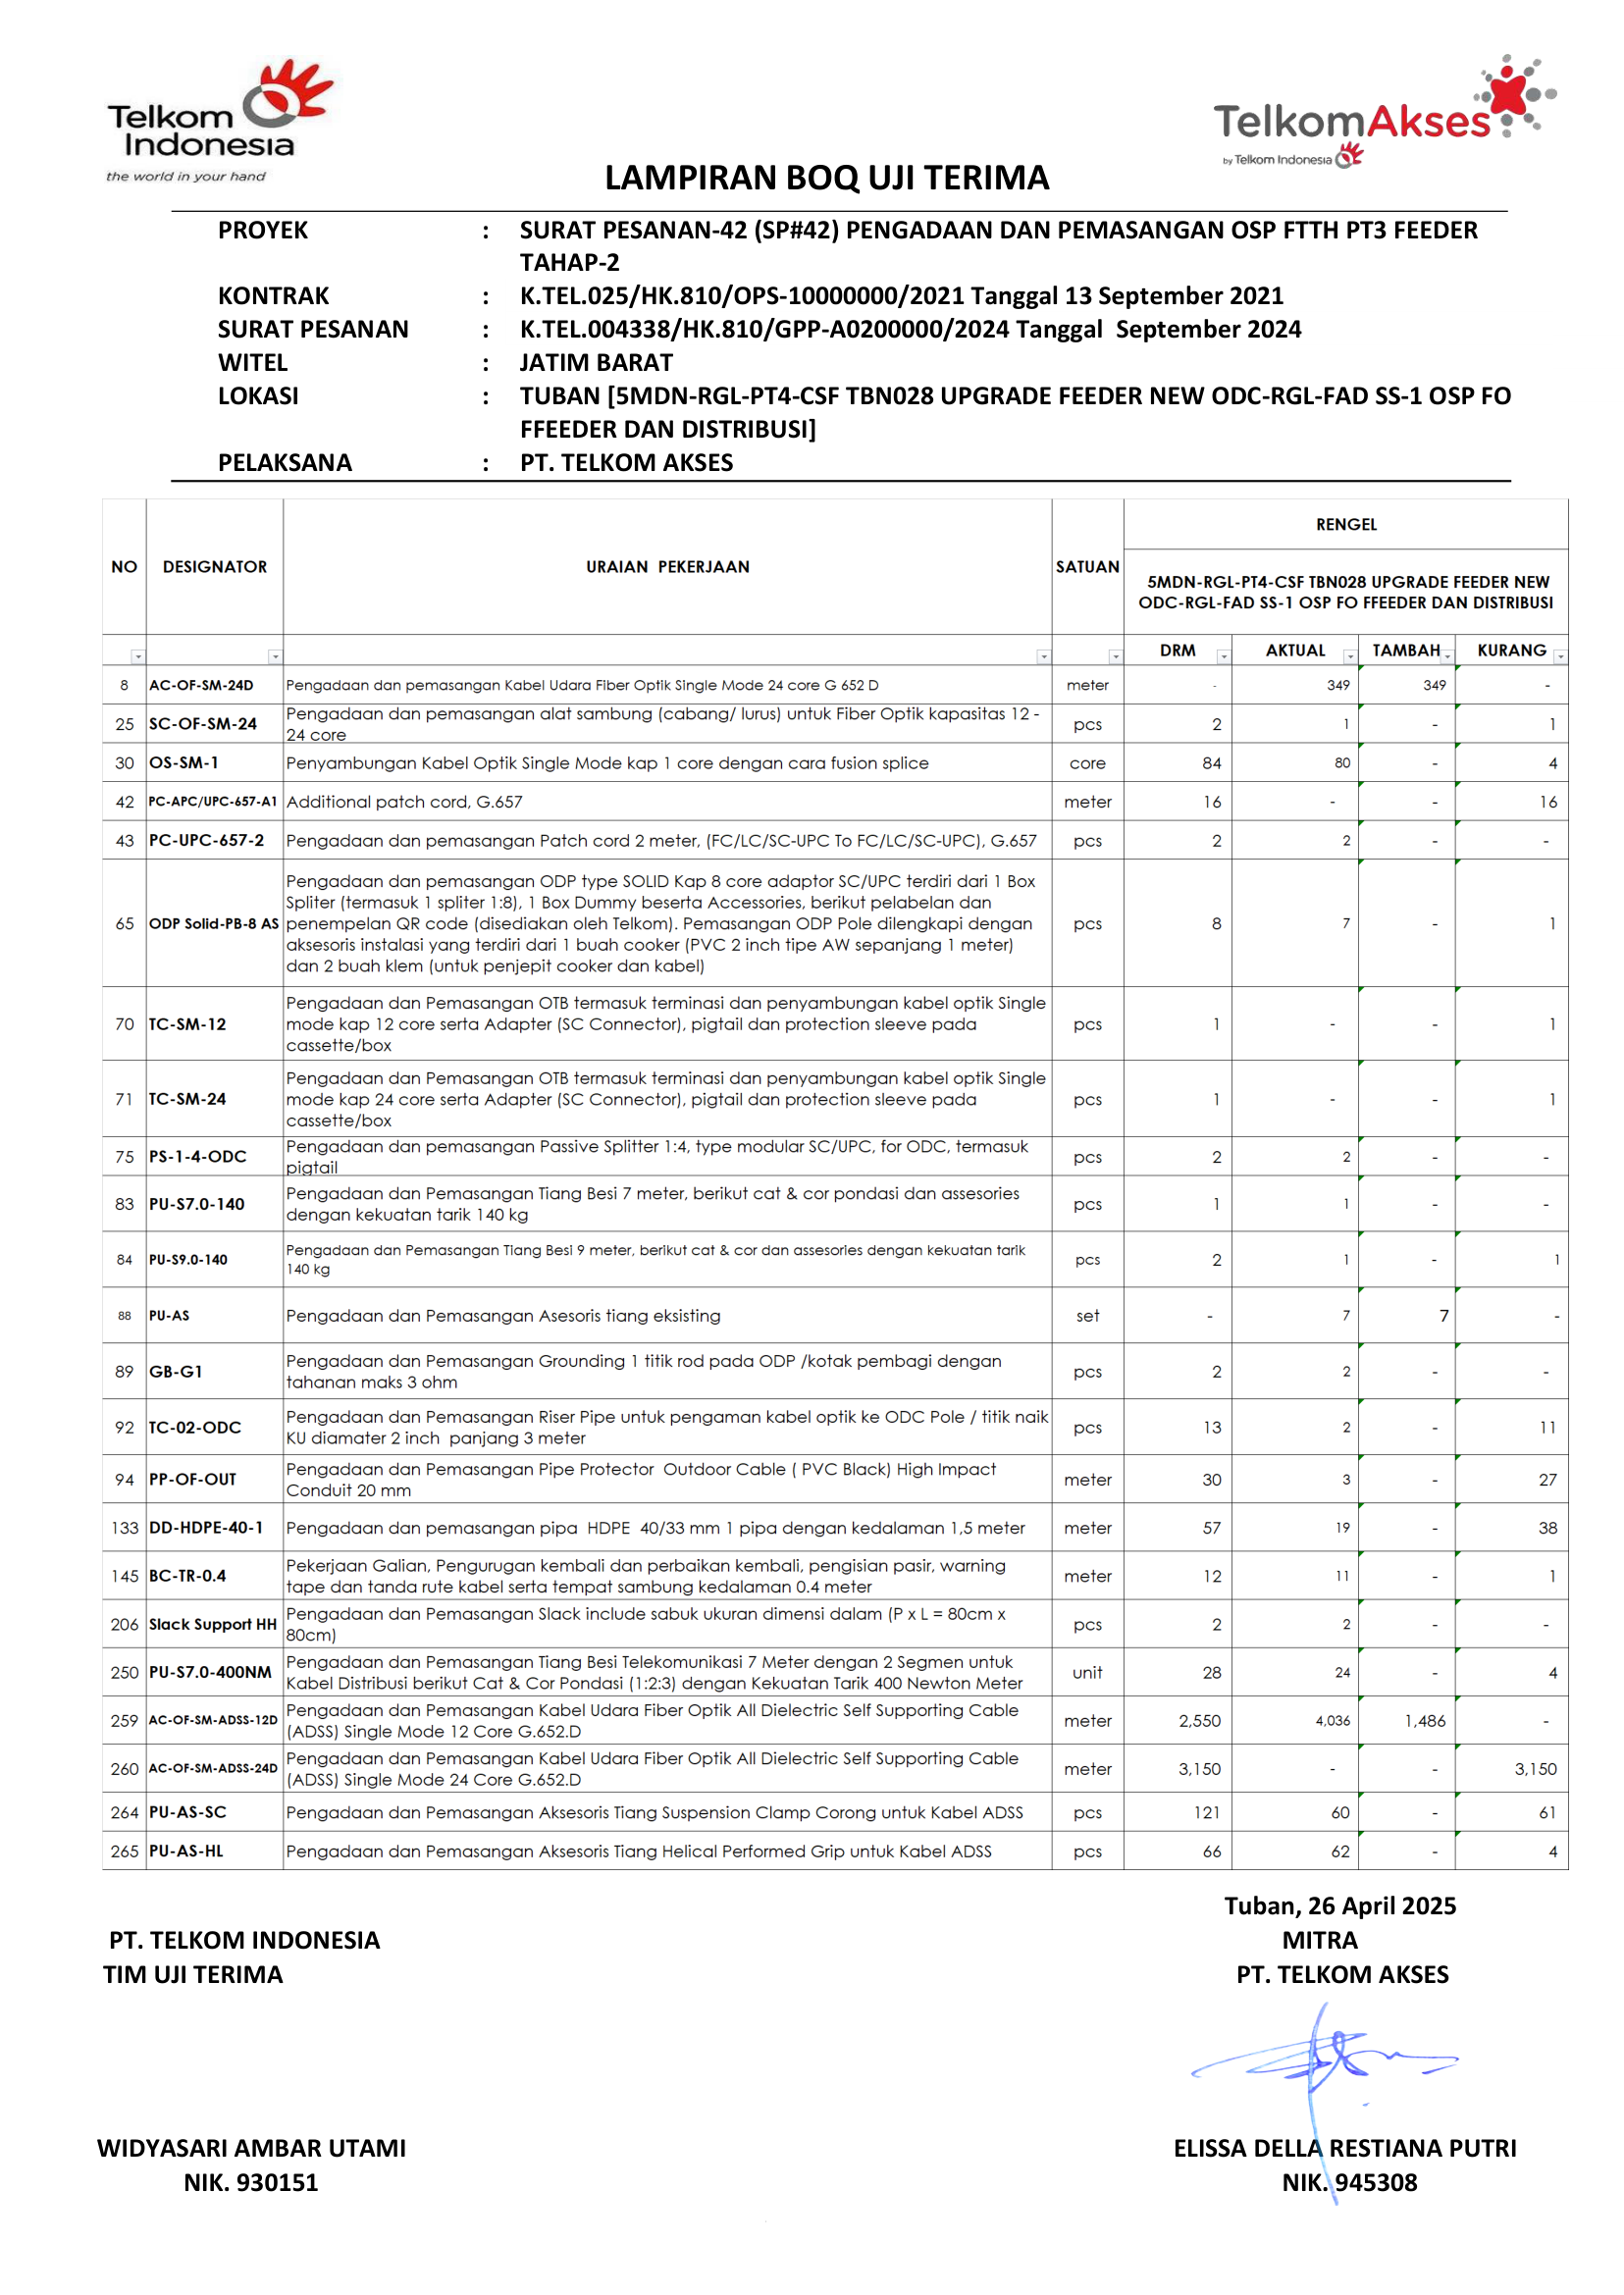 Telkom
Indonesia
the world in your hand
TelkomAkses
by Telkom Indonesia
LAMPIRAN BOQ UJI TERIMA
PROYEK : SURAT PESANAN-42 (SP#42) PENGADAAN DAN PEMASANGAN OSP FTTH PT3 FEEDER
TAHAP-2
KONTRAK : K.TEL.025/HK.810/OPS-10000000/2021 Tanggal 13 September 2021
SURAT PESANAN : K.TEL.004338/HK.810/GPP-A0200000/2024 Tanggal  September 2024
WITEL : JATIM BARAT
LOKASI : TUBAN [5MDN-RGL-PT4-CSF TBN028 UPGRADE FEEDER NEW ODC-RGL-FAD SS-1 OSP FO
FFEEDER DAN DISTRIBUSI]
PELAKSANA : PT. TELKOM AKSES
NO DESIGNATOR URAIAN PEKERJAAN SATUAN RENGEL
5MDN-RGL-PT4-CSF TBN028 UPGRADE FEEDER NEW
ODC-RGL-FAD SS-1 OSP FO FFEEDER DAN DISTRIBUSI
DRM AKTUAL TAMBAH KURANG
8 AC-OF-SM-24D Pengadaan dan pemasangan Kabel Udara Fiber Optik Single Mode 24 core G 652 D meter - 349 349 -
25 SC-OF-SM-24 Pengadaan dan pemasangan alat sambung (cabang/ lurus) untuk Fiber Optik kapasitas 12 -
24 core pcs 2 1 - 1
30 OS-SM-1 Penyambungan Kabel Optik Single Mode kap 1 core dengan cara fusion splice core 84 80 - 4
42 PC-APC/UPC-657-A1 Additional patch cord, G.657 meter 16 - - 16
43 PC-UPC-657-2 Pengadaan dan pemasangan Patch cord 2 meter, (FC/LC/SC-UPC To FC/LC/SC-UPC), G.657 pcs 2 2 - -
Pengadaan dan pemasangan ODP type SOLID Kap 8 core adaptor SC/UPC terdiri dari 1 Box
Spliter (termasuk 1 spliter 1:8), 1 Box Dummy beserta Accessories, berikut pelabelan dan
65 ODP Solid-PB-8 AS penempelan QR code (disediakan oleh Telkom). Pemasangan ODP Pole dilengkapi dengan pcs 8 7 - 1
aksesoris instalasi yang terdiri dari 1 buah cooker (PVC 2 inch tipe AW sepanjang 1 meter)
dan 2 buah klem (untuk penjepit cooker dan kabel)
Pengadaan dan Pemasangan OTB termasuk terminasi dan penyambungan kabel optik Single
70 TC-SM-12 mode kap 12 core serta Adapter (SC Connector), pigtail dan protection sleeve pada pcs 1 - - 1
cassette/box
Pengadaan dan Pemasangan OTB termasuk terminasi dan penyambungan kabel optik Single
71 TC-SM-24 mode kap 24 core serta Adapter (SC Connector), pigtail dan protection sleeve pada pcs 1 - - 1
cassette/box
75 PS-1-4-ODC Pengadaan dan pemasangan Passive Splitter 1:4, type modular SC/UPC, for ODC, termasuk
pigtail pcs 2 2 - -
83 PU-S7.0-140 Pengadaan dan Pemasangan Tiang Besi 7 meter, berikut cat & cor pondasi dan assesories
dengan kekuatan tarik 140 kg pcs 1 1 - -
84 PU-S9.0-140 Pengadaan dan Pemasangan Tiang Besi 9 meter, berikut cat & cor dan assesories dengan kekuatan tarik
140 kg pcs 2 1 - 1
88 PU-AS Pengadaan dan Pemasangan Asesoris tiang eksisting set - 7 7 -
89 GB-G1 Pengadaan dan Pemasangan Grounding 1 titik rod pada ODP /kotak pembagi dengan
tahanan maks 3 ohm pcs 2 2 - -
92 TC-02-ODC Pengadaan dan Pemasangan Riser Pipe untuk pengaman kabel optik ke ODC Pole / titik naik
KU diamater 2 inch  panjang 3 meter pcs 13 2 - 11
94 PP-OF-OUT Pengadaan dan Pemasangan Pipe Protector  Outdoor Cable ( PVC Black) High Impact
Conduit 20 mm meter 30 3 - 27
133 DD-HDPE-40-1 Pengadaan dan pemasangan pipa  HDPE  40/33 mm 1 pipa dengan kedalaman 1,5 meter meter 57 19 - 38
145 BC-TR-0.4 Pekerjaan Galian, Pengurugan kembali dan perbaikan kembali, pengisian pasir, warning
tape dan tanda rute kabel serta tempat sambung kedalaman 0.4 meter meter 12 11 - 1
206 Slack Support HH Pengadaan dan Pemasangan Slack include sabuk ukuran dimensi dalam (P x L = 80cm x
80cm) pcs 2 2 - -
250 PU-S7.0-400NM Pengadaan dan Pemasangan Tiang Besi Telekomunikasi 7 Meter dengan 2 Segmen untuk
Kabel Distribusi berikut Cat & Cor Pondasi (1:2:3) dengan Kekuatan Tarik 400 Newton Meter unit 28 24 - 4
259 AC-OF-SM-ADSS-12D Pengadaan dan Pemasangan Kabel Udara Fiber Optik All Dielectric Self Supporting Cable
(ADSS) Single Mode 12 Core G.652.D meter 2,550 4,036 1,486 -
260 AC-OF-SM-ADSS-24D Pengadaan dan Pemasangan Kabel Udara Fiber Optik All Dielectric Self Supporting Cable
(ADSS) Single Mode 24 Core G.652.D meter 3,150 - - 3,150
264 PU-AS-SC Pengadaan dan Pemasangan Aksesoris Tiang Suspension Clamp Corong untuk Kabel ADSS pcs 121 60 - 61
265 PU-AS-HL Pengadaan dan Pemasangan Aksesoris Tiang Helical Performed Grip untuk Kabel ADSS pcs 66 62 - 4
Tuban, 26 April 2025
PT. TELKOM INDONESIA MITRA
TIM UJI TERIMA PT. TELKOM AKSES
WIDYASARI AMBAR UTAMI ELISSA DELLA RESTIANA PUTRI
NIK. 930151 NIK. 945308